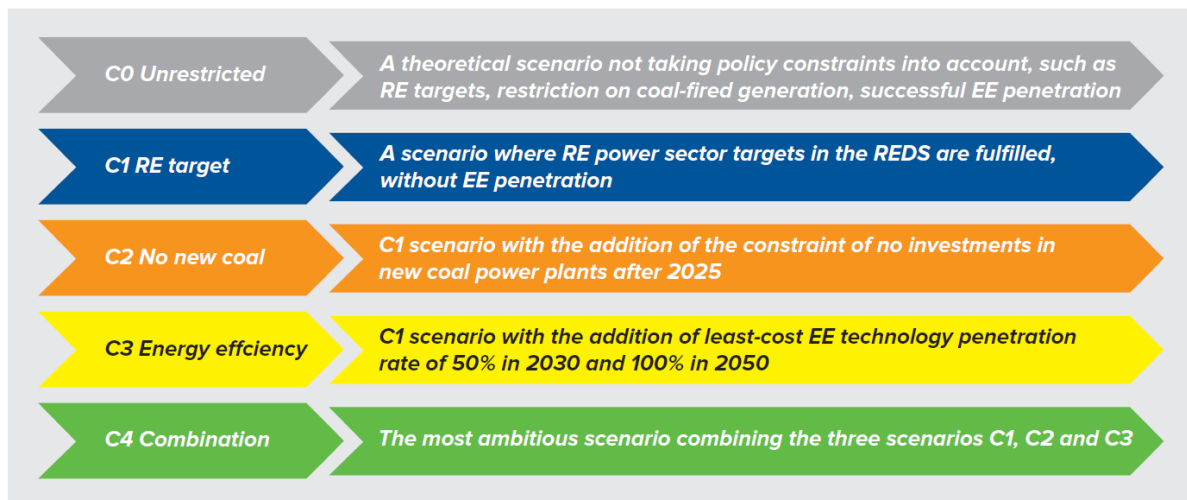 C0 Unrestricted
A theoretical scenario not taking policy constraints into account, such as
RE targets, restriction on coal-fired generation, successful EE penetration
C1 RE target
A scenario where RE power sector targets in the REDS are fulfilled,
without EE penetration
C2 No new coal
C1 scenario with the addition of the constraint of no investments in
new coal power plants after 2025
C3 Energy effciency
C1 scenario with the addition of least-cost EE technology penetration
rate of 50% in 2030 and 100% in 2050
C4 Combination
The most ambitious scenario combining the three scenarios C1, C2 and C3